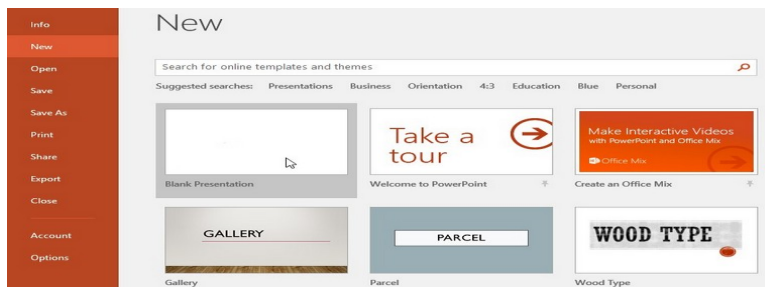 Info
New
Open
Save
Save As
Print
Share
Export
Close
Account
Options
New
Search for online templates and themes
Suggested searches: Presentations Business Orientation 4:3 Education Blue Personal
Blank Presentation
Take a
tour
Welcome to PowerPoint
Make Interactive Videos
with PowerPoint and Office Mix
Office Mix
Create an Office Mix
GALLERY
Gallery
PARCEL
Parcel
WOOD TYPE
Wood Type